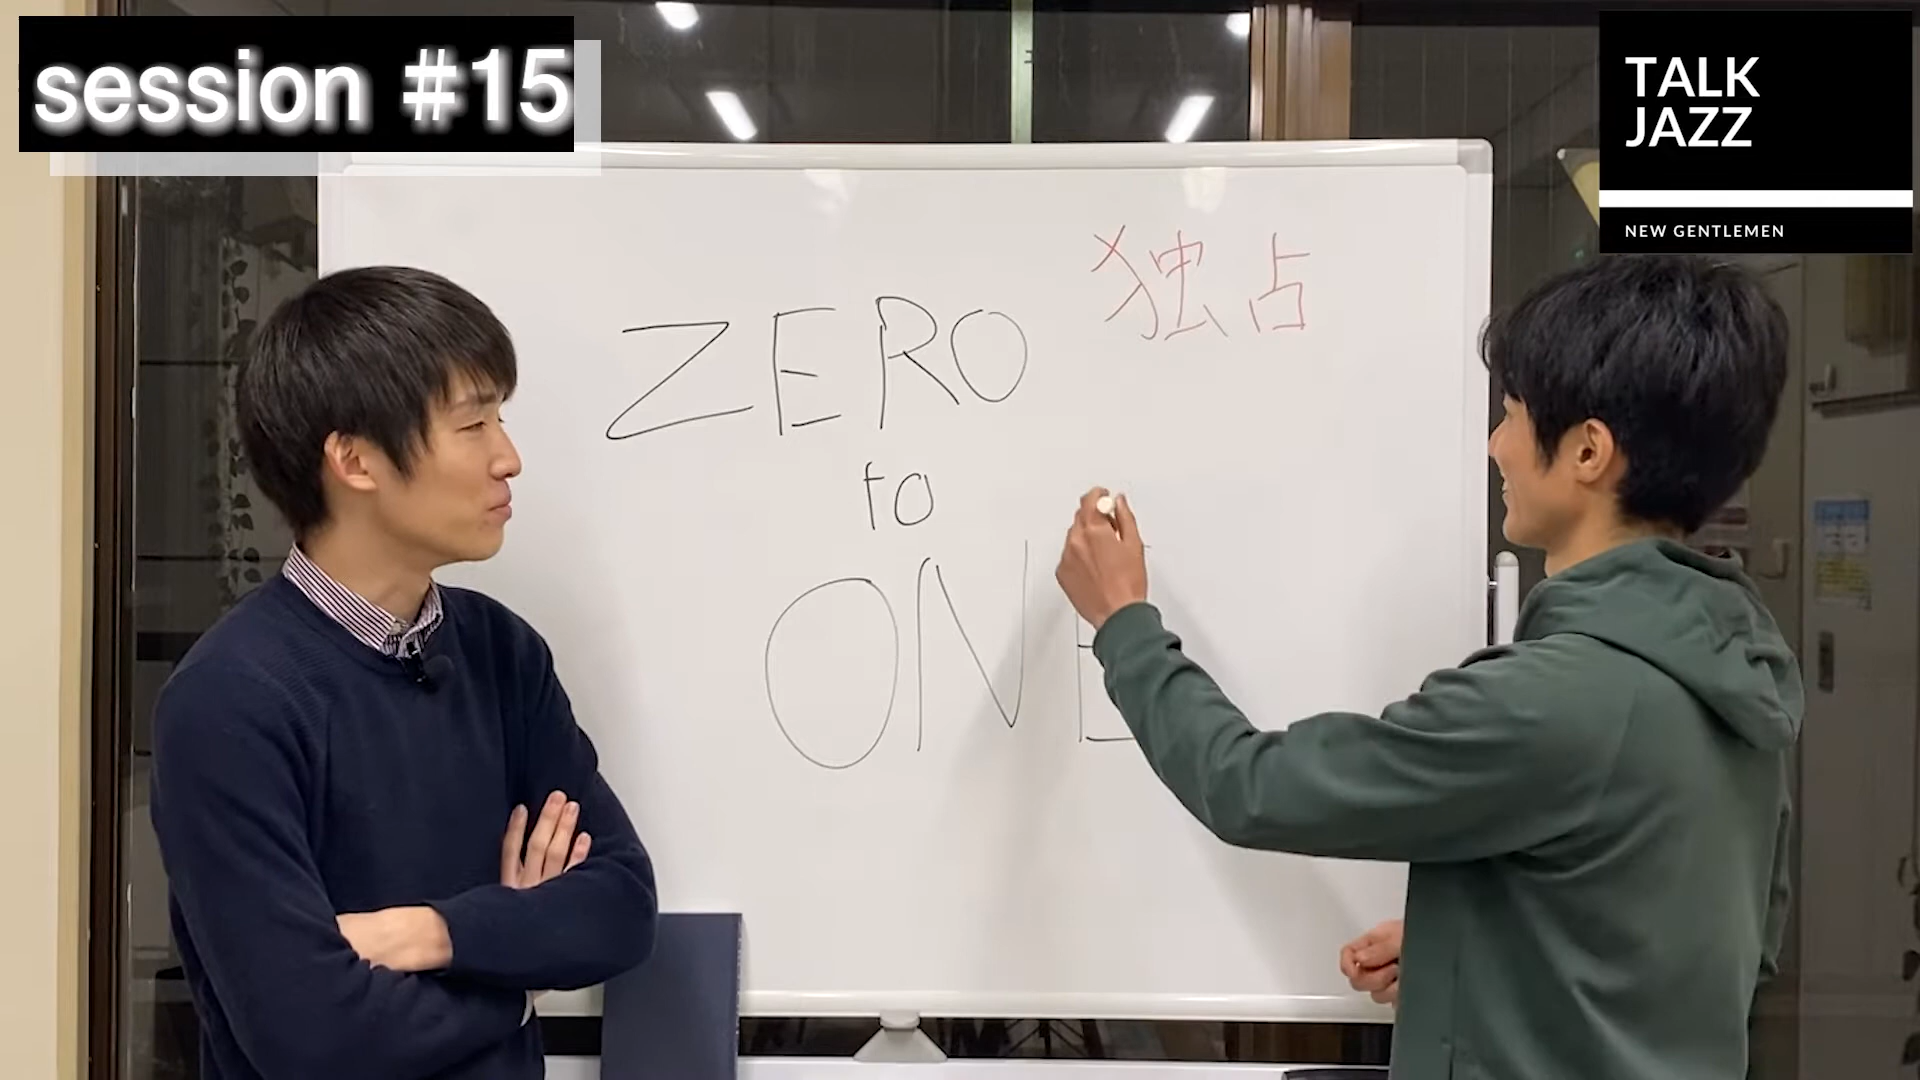 session #15
TALK
JAZZ
NEW GENTLEMEN
独占
ZERO
to
ONE